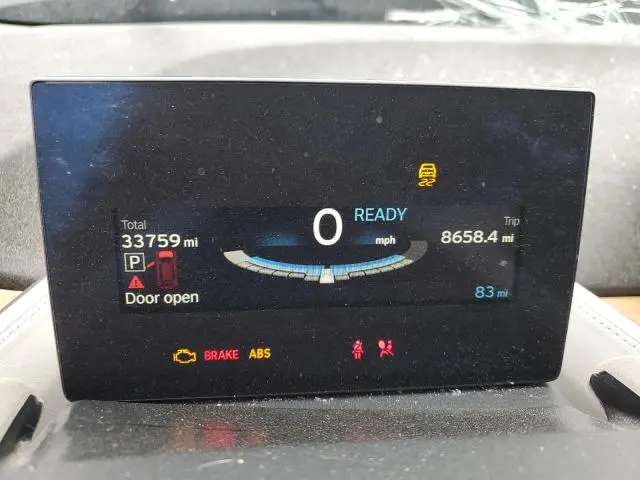 Total
33759 mi
0 READY
mph
Trip
8658.4 mi
P
Door open
83 mi
BRAKE ABS